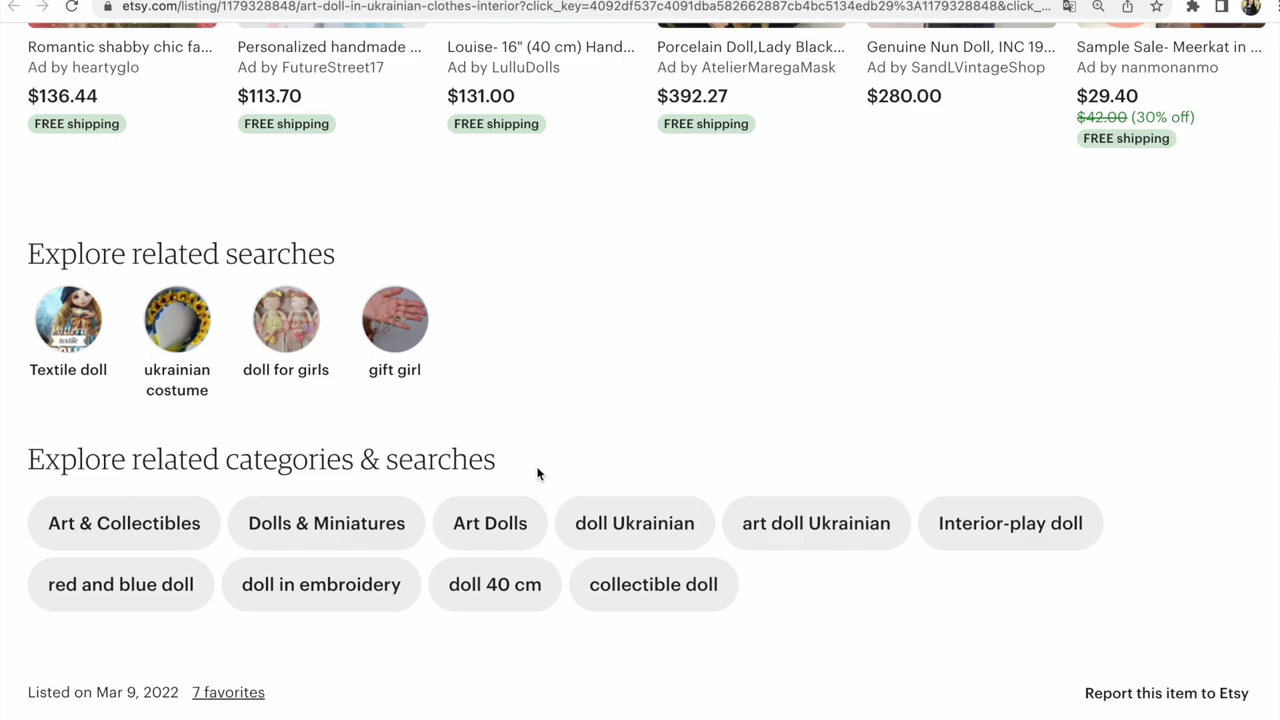 etsy.com/listing/1179328848/art-doll-in-ukrainian-clothes-interior?click_key=4092df537c4091dba582662887cb4bc5134edb29%3A1179328848&click_...
Romantic shabby chic fa... Personalized handmade ... Louise- 16" (40 cm) Hand... Porcelain Doll,Lady Black... Genuine Nun Doll, INC 19... Sample Sale- Meerkat in ...
Ad by heartyglo Ad by FutureStreet17 Ad by LulluDolls Ad by AtelierMaregaMask Ad by SandLVintageShop Ad by nanmonanmo
$136.44 $113.70 $131.00 $392.27 $280.00 $29.40
$42.00 (30% off)
FREE shipping FREE shipping FREE shipping FREE shipping FREE shipping
Explore related searches
Pattern
textile
Textile doll ukrainian costume doll for girls gift girl
Explore related categories & searches
Art & Collectibles Dolls & Miniatures Art Dolls doll Ukrainian art doll Ukrainian Interior-play doll
red and blue doll doll in embroidery doll 40 cm collectible doll
Listed on Mar 9, 2022 7 favorites Report this item to Etsy